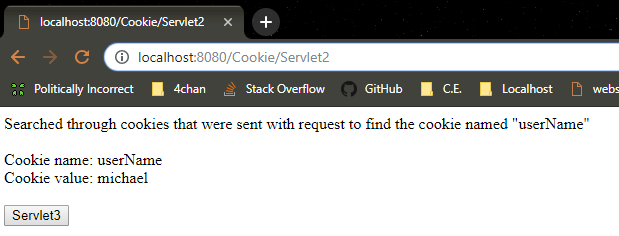 localhost:8080/Cookie/Servlet2
localhost:8080/Cookie/Servlet2
Politically Incorrect 4chan Stack Overflow GitHub C.E. Localhost webs
Searched through cookies that were sent with request to find the cookie named "userName"
Cookie name: userName
Cookie value: michael
Servlet3